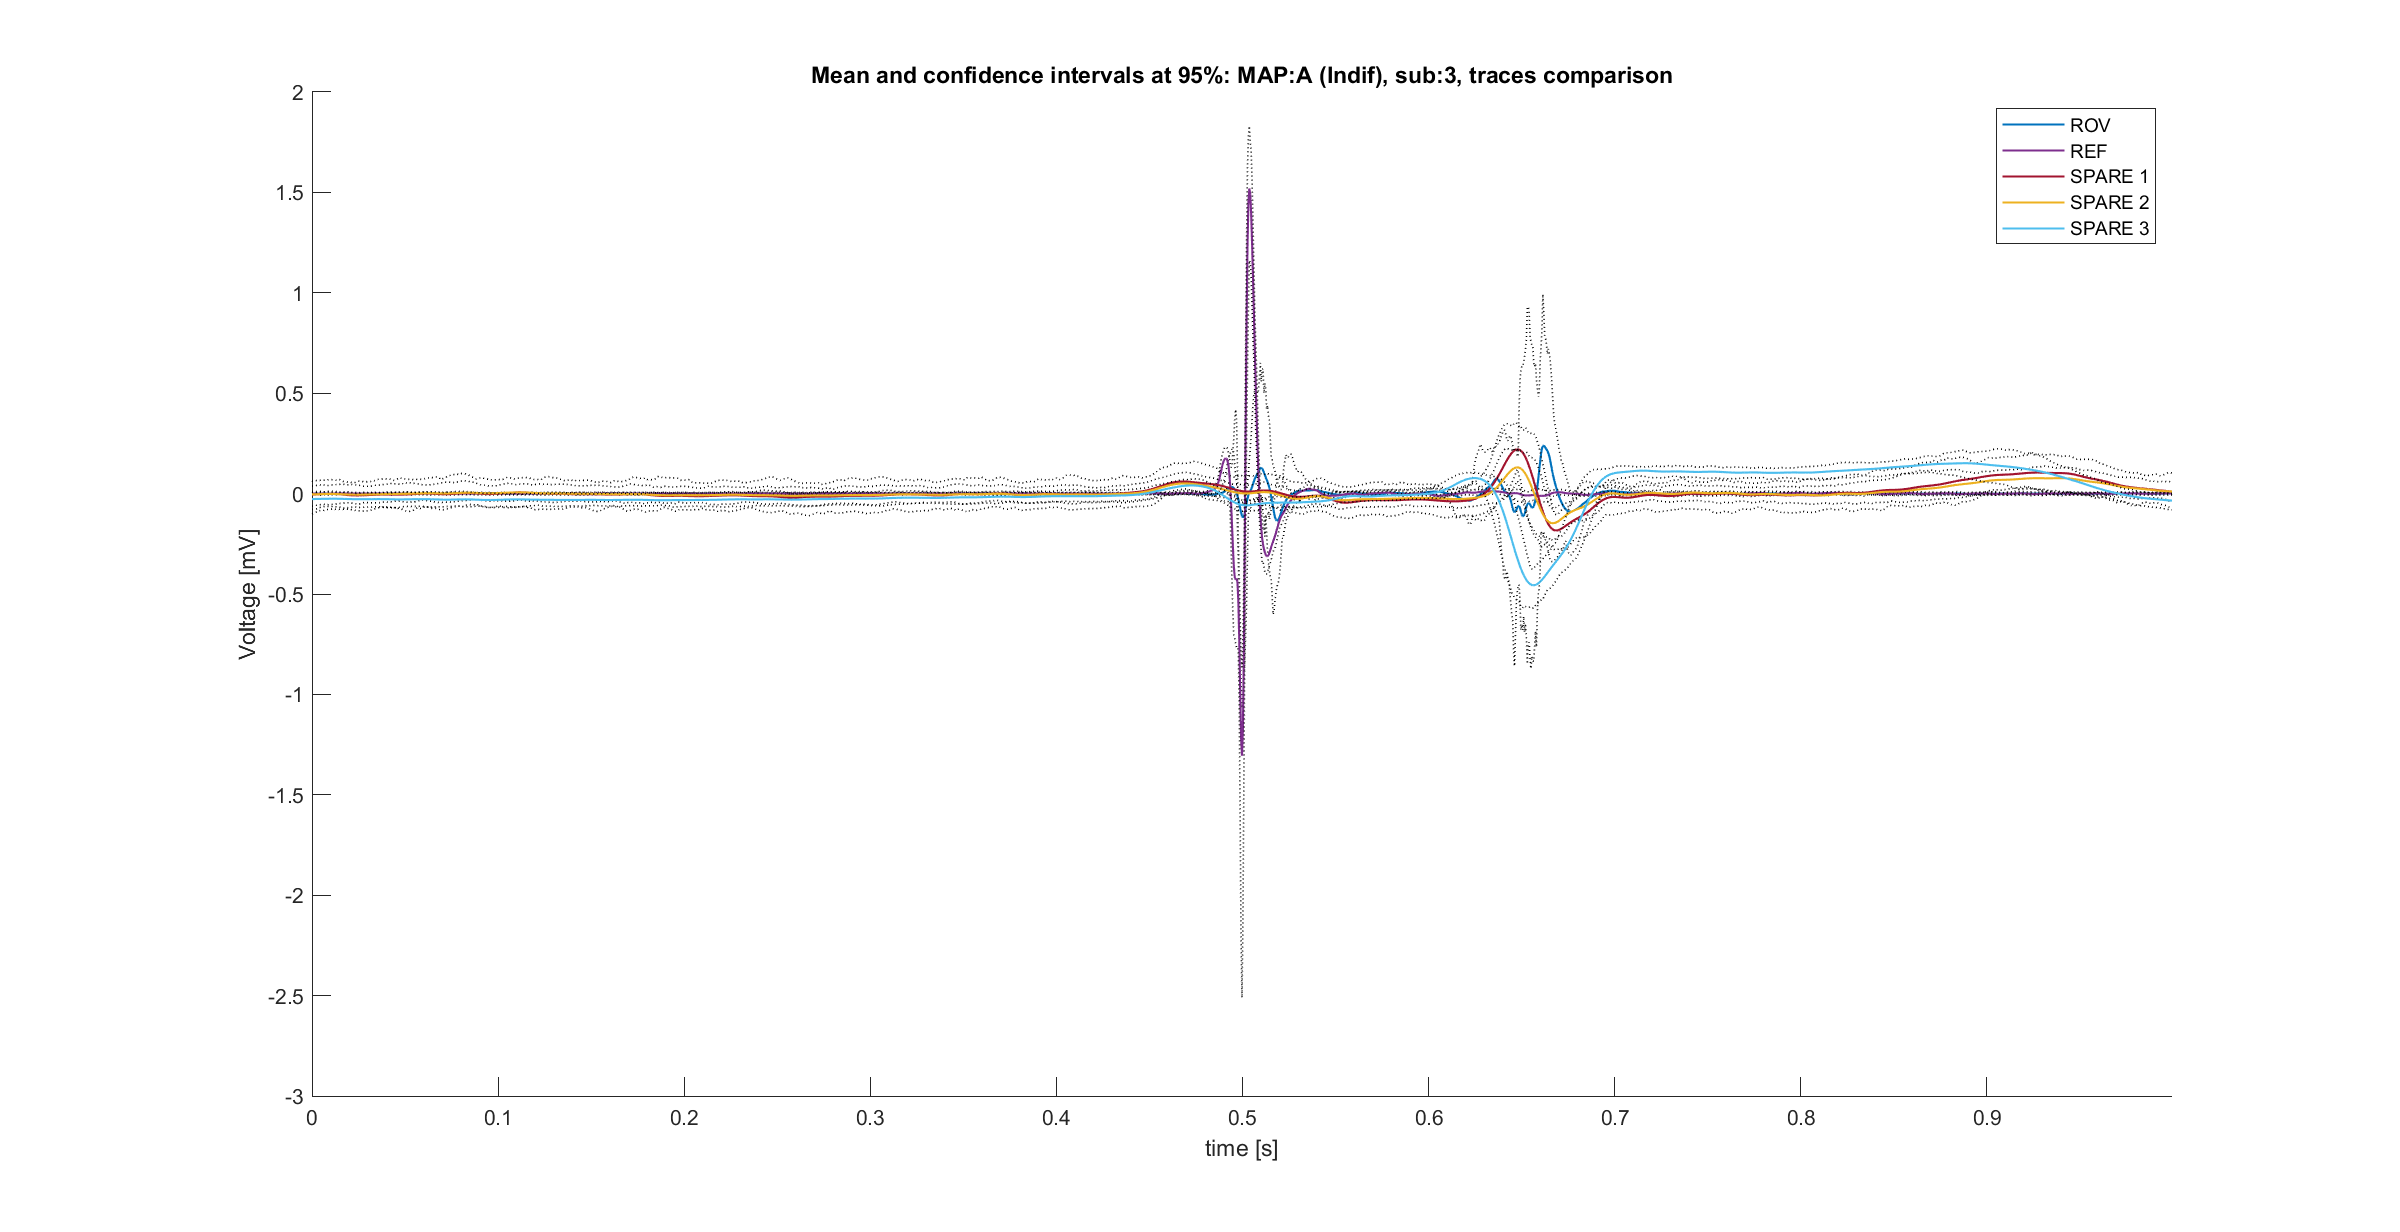 Mean and confidence intervals at 95%: MAP:A (Indif), sub:3, traces comparison
2
1.5
1
0.5
0
-0.5
-1
-1.5
-2
-2.5
-3
Voltage [mV]
ROV
REF
SPARE 1
SPARE 2
SPARE 3
0 0.1 0.2 0.3 0.4 0.5 0.6 0.7 0.8 0.9
time [s]